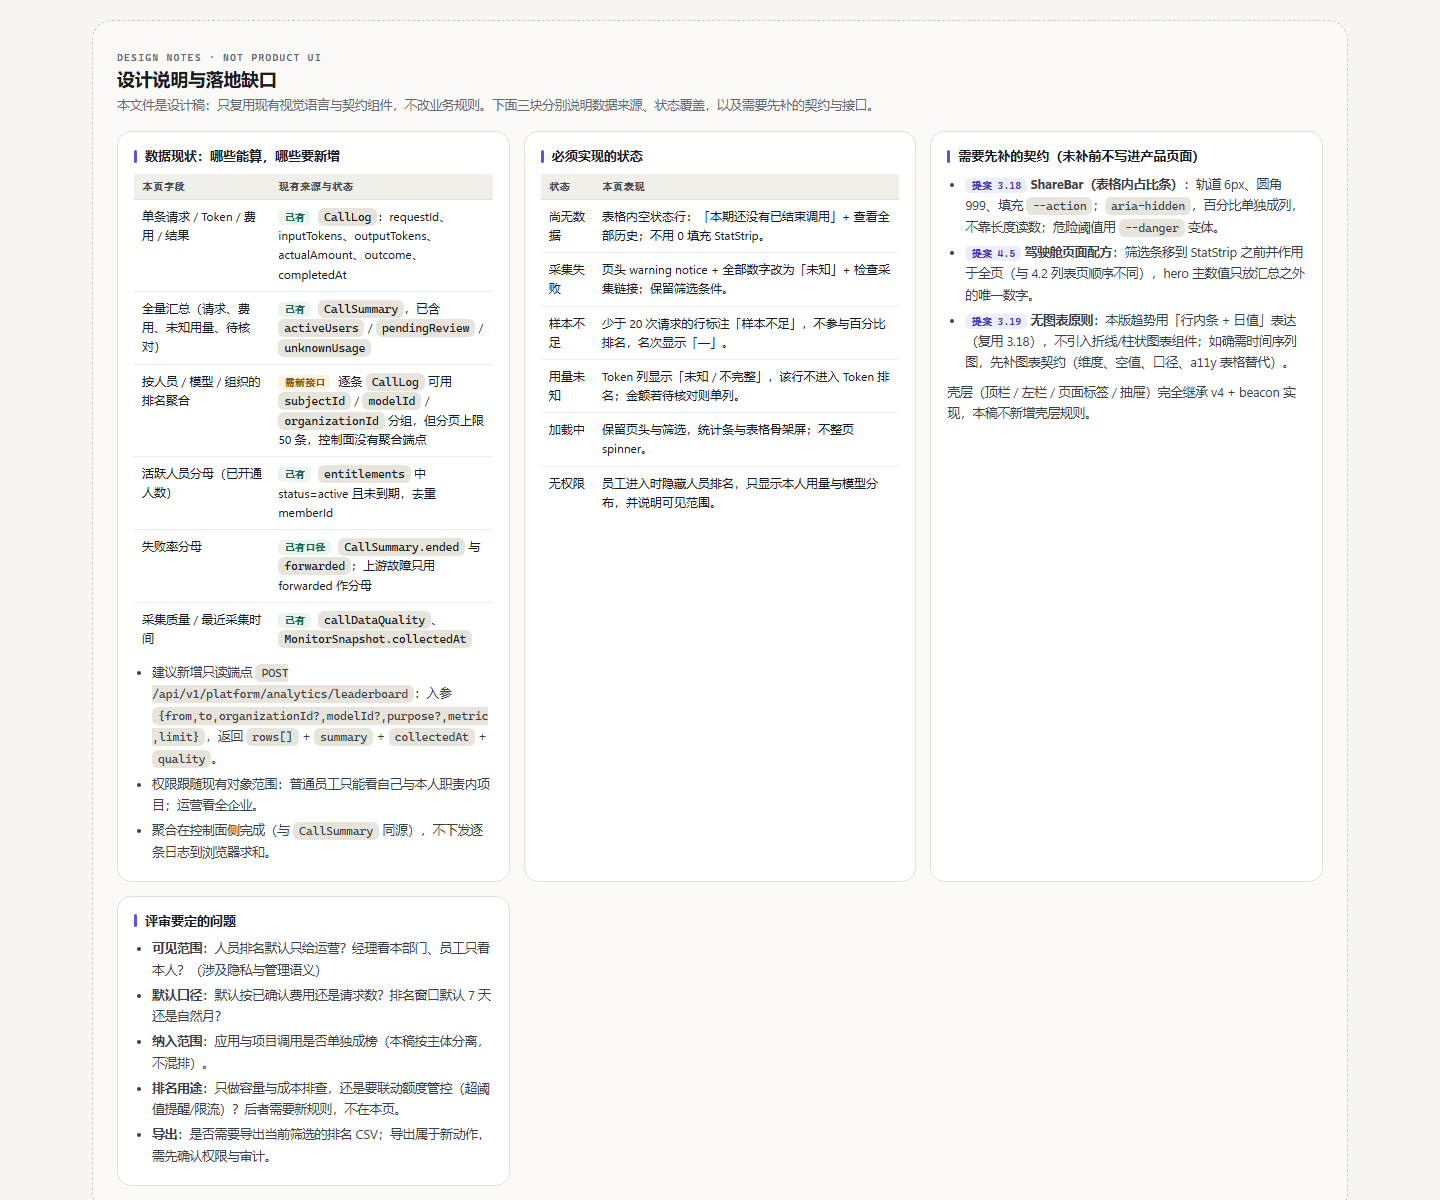 DESIGN NOTES · NOT PRODUCT UI
设计说明与落地缺口
本文件是设计稿：只复用现有视觉语言与契约组件，不改业务规则。下面三块分别说明数据来源、状态覆盖，以及需要先补的契约与接口。
数据现状：哪些能算，哪些要新增
本页字段 现有来源与状态
单条请求 / Token / 费
用 / 结果
已有 CallLog：requestId、
inputTokens、outputTokens、
actualAmount、outcome、
completedAt
全量汇总（请求、费
用、未知用量、待核
对）
已有 CallSummary，已含
activeUsers / pendingReview /
unknownUsage
按人员 / 模型 / 组织的
排名聚合
需新接口 逐条 CallLog 可用
subjectId / modelId /
organizationId 分组，但分页上限
50 条，控制面没有聚合端点
活跃人员分母（已开通
人数）
已有 entitlements 中
status=active 且未到期，去重
memberId
失败率分母
已有口径 CallSummary.ended 与
forwarded；上游故障只用
forwarded 作分母
采集质量 / 最近采集时
间
已有 callDataQuality、
MonitorSnapshot.collectedAt
• 建议新增只读端点 POST
/api/v1/platform/analytics/leaderboard：入参
{from,to,organizationId?,modelId?,purpose?,metric
,limit}，返回 rows[] + summary + collectedAt +
quality。
• 权限跟随现有对象范围：普通员工只能看自己与本人职责内项
目；运营看全企业。
• 聚合在控制面侧完成（与 CallSummary 同源），不下发逐
条日志到浏览器求和。
必须实现的状态
状态 本页表现
尚无数
据
表格内空状态行：「本期还没有已结束调用」+ 查看全
部历史；不用 0 填充 StatStrip。
采集失
败
页头 warning notice + 全部数字改为「未知」+ 检查采
集链接；保留筛选条件。
样本不
足
少于 20 次请求的行标注「样本不足」，不参与百分比
排名，名次显示「—」。
用量未
知
Token 列显示「未知 / 不完整」，该行不进入 Token 排
名；金额若待核对则单列。
加载中
保留页头与筛选，统计条与表格骨架屏；不整页
spinner。
无权限
员工进入时隐藏人员排名，只显示本人用量与模型分
布，并说明可见范围。
需要先补的契约（未补前不写进产品页面）
• 提案 3.18 ShareBar（表格内占比条）：轨道 6px、圆角
999、填充 --action；aria-hidden，百分比单独成列，
不靠长度读数；危险阈值用 --danger 变体。
• 提案 4.5 驾驶舱页面配方：筛选条移到 StatStrip 之前并作用
于全页（与 4.2 列表页顺序不同），hero 主数值只放汇总之外
的唯一数字。
• 提案 3.19 无图表原则：本版趋势用「行内条 + 日值」表达
（复用 3.18），不引入折线/柱状图表组件；如确需时间序列
图，先补图表契约（维度、空值、口径、a11y 表格替代）。
壳层（顶栏 / 左栏 / 页面标签 / 抽屉）完全继承 v4 + beacon 实
现，本稿不新增壳层规则。
评审要定的问题
• 可见范围：人员排名默认只给运营？经理看本部门、员工只看
本人？（涉及隐私与管理语义）
• 默认口径：默认按已确认费用还是请求数？排名窗口默认 7 天
还是自然月？
• 纳入范围：应用与项目调用是否单独成榜（本稿按主体分离，
不混排）。
• 排名用途：只做容量与成本排查，还是要联动额度管控（超阈
值提醒/限流）？后者需要新规则，不在本页。
• 导出：是否需要导出当前筛选的排名 CSV；导出属于新动作，
需先确认权限与审计。